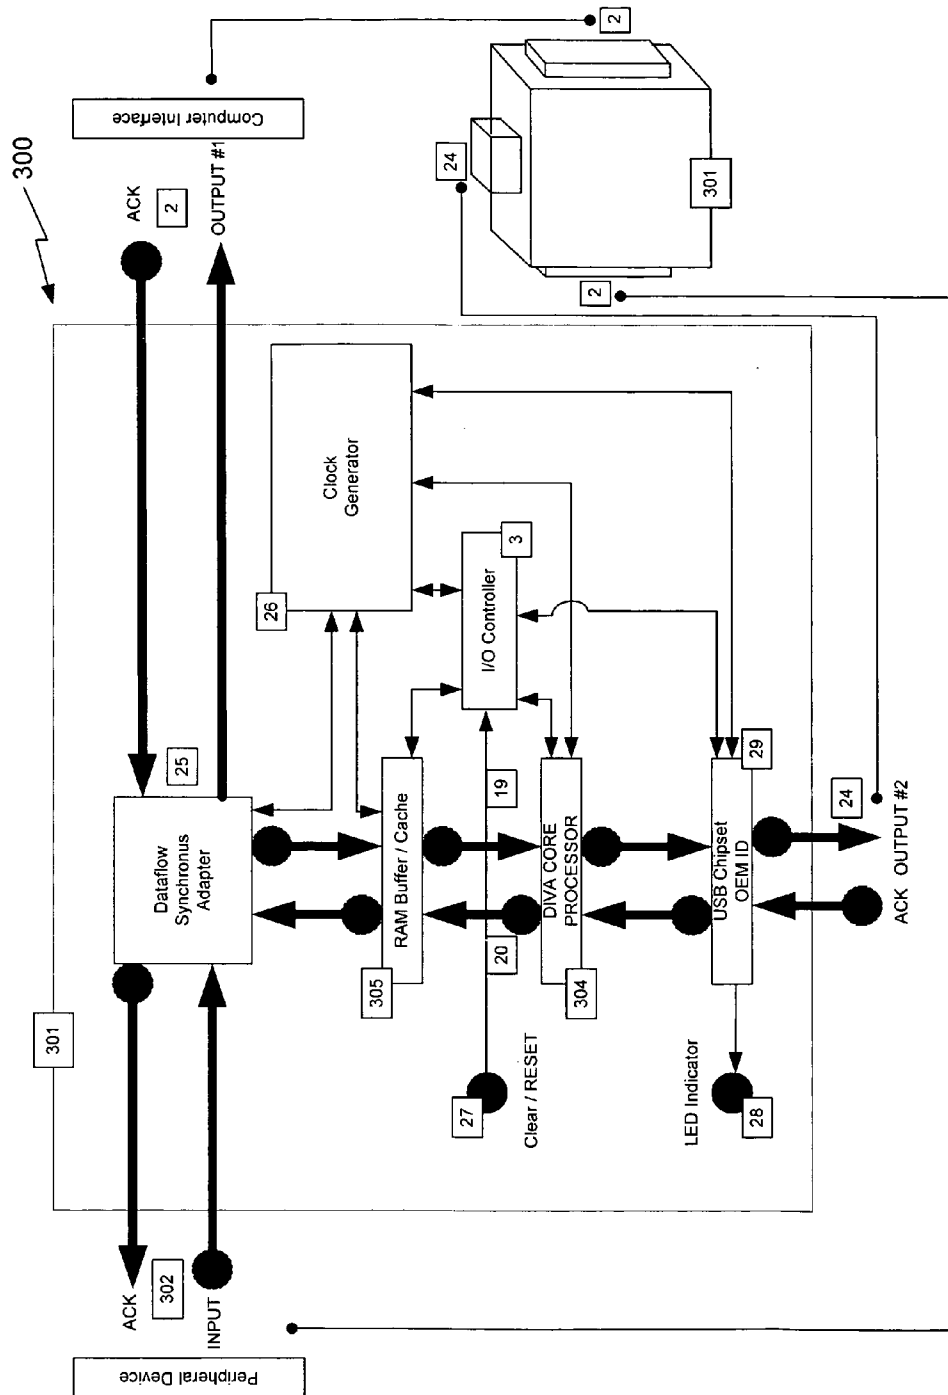 300
Computer Interface
ACK
2
OUTPUT #1
2
24
301
2
25
Dataflow
Synchronus
Adapter
26
Clock
Generator
3
I/O Controller
RAM Buffer / Cache
305
19
20
DIVA CORE
PROCESSOR
304
29
USB Chipset
OEM ID
24
ACK OUTPUT #2
27
Clear / RESET
LED Indicator
28
301
ACK
302
INPUT
Peripheral Device